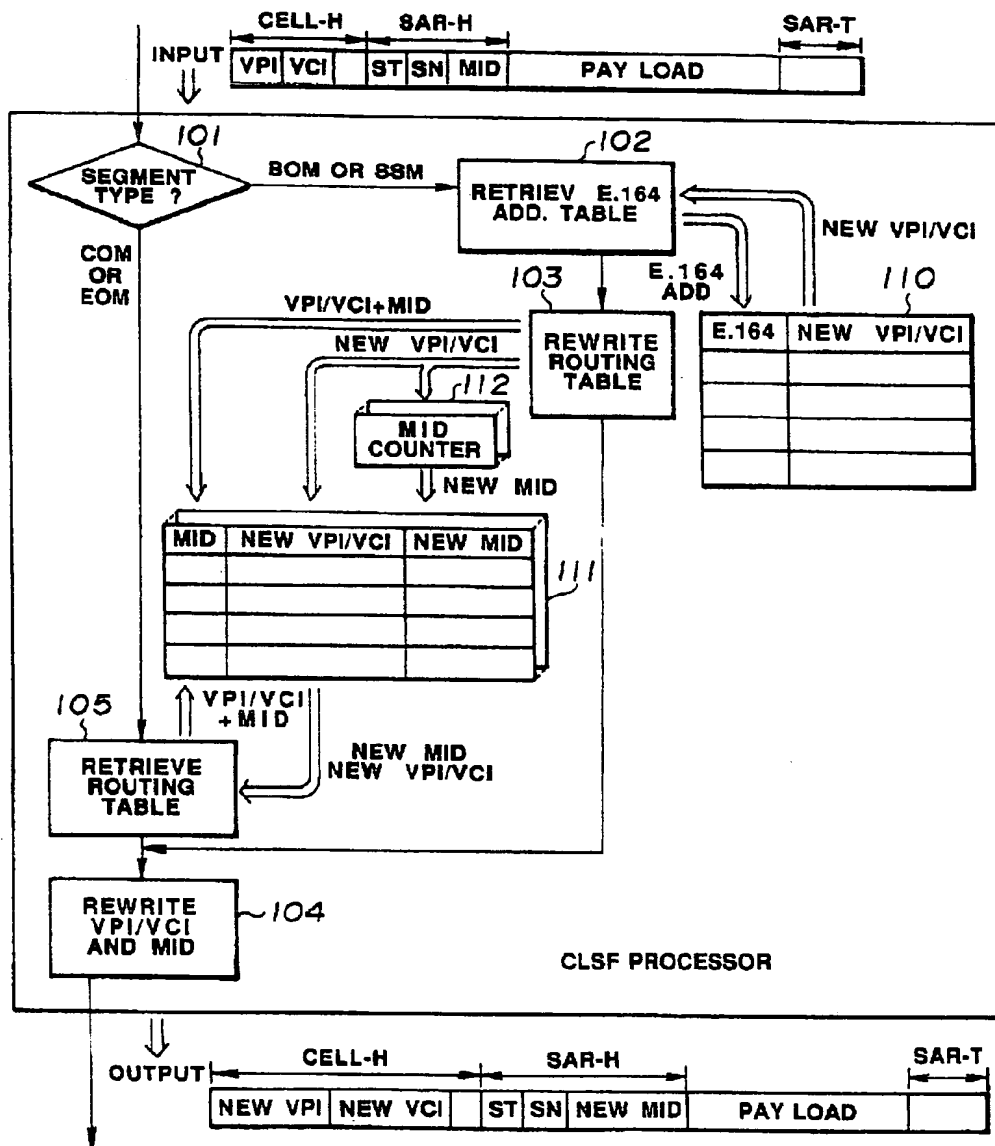 CELL-H SAR-H SAR-T
INPUT
VPI VCI ST SN MID PAY LOAD
101
SEGMENT
TYPE ?
BOM OR SSM
102
RETRIEV E.164
ADD. TABLE
NEW VPI/VCI
COM
OR
EOM
E.164
ADD
110
E.164 NEW VPI/VCI
103
REWRITE
ROUTING
TABLE
VPI/VCI+MID
NEW VPI/VCI
112
MID
COUNTER
NEW MID
MID NEW VPI/VCI NEW MID
111
VPI/VCI
+MID
105
RETRIEVE
ROUTING
TABLE
NEW MID
NEW VPI/VCI
REWRITE
VPI/VCI
AND MID
104
CLSF PROCESSOR
OUTPUT
CELL-H SAR-H SAR-T
NEW VPI NEW VCI ST SN NEW MID PAY LOAD